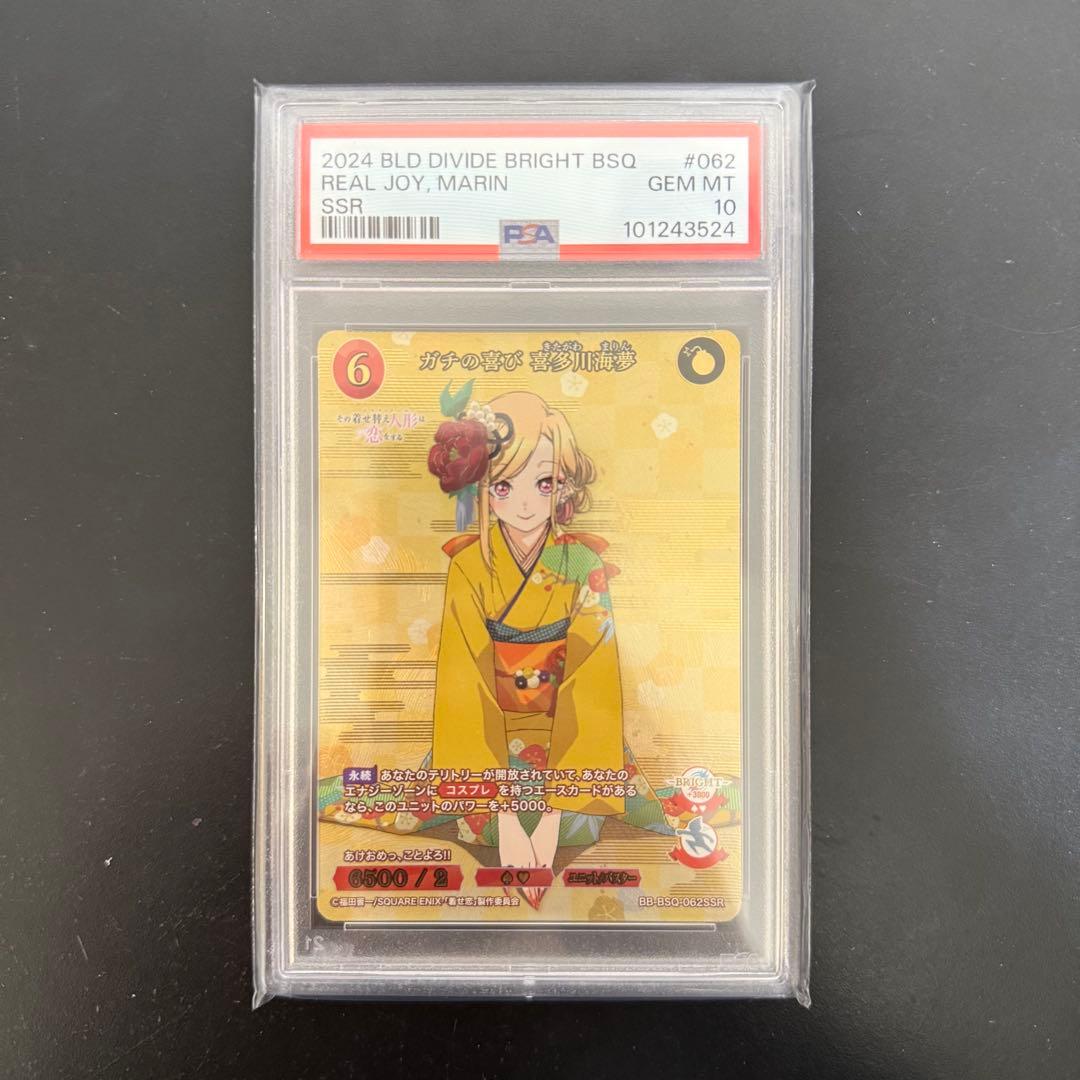 2024 BLD DIVIDE BRIGHT BSQ #062
REAL JOY, MARIN GEM MT
SSR 10
PSA 101243524
6
きたがわ まりん
ガチの喜び 喜多川海夢
その着せ替え人形は
恋をする
永続 あなたのテリトリーが開放されていて、あなたの
エナジーゾーンに コスプレ を持つエースカードがある
なら、このユニットのパワーを+5000。
BRIGHT
+3000
あけおめっ、ことよろ!!
6500 / 2 ♠♥ ユニット/バスター
©福田晋一/SQUARE ENIX・「着せ恋」製作委員会 BB-BSQ-062SSR